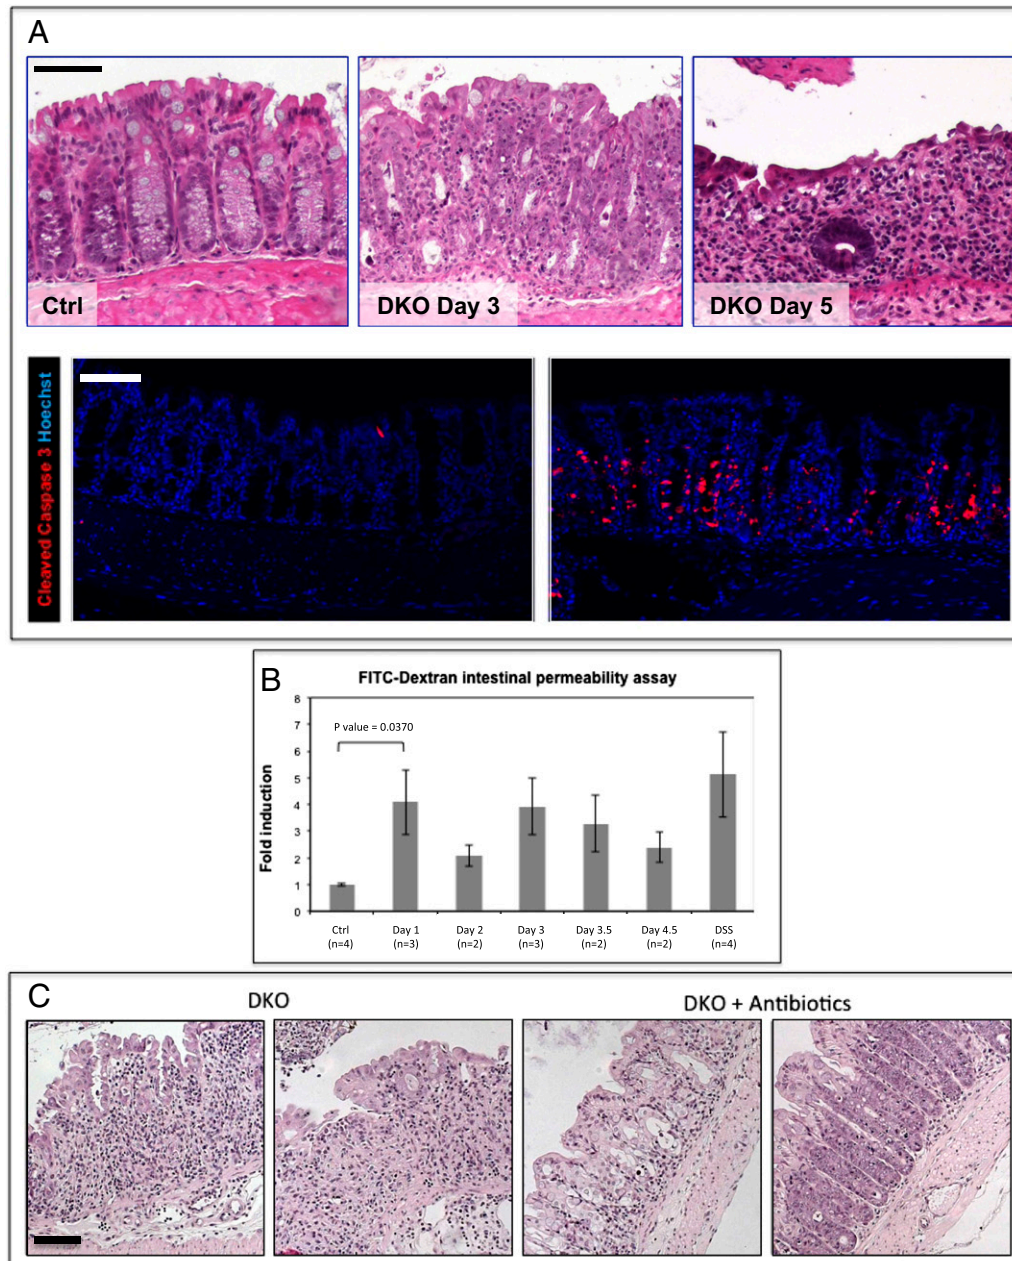 A
Ctrl
DKO Day 3
DKO Day 5
Cleaved Caspase 3 Hoechst
B
FITC-Dextran intestinal permeability assay
P value = 0.0370
Fold induction
8
7
6
5
4
3
2
1
0
Ctrl Day 1 Day 2 Day 3 Day 3.5 Day 4.5 DSS
(n=4) (n=3) (n=2) (n=3) (n=2) (n=2) (n=4)
C
DKO DKO + Antibiotics